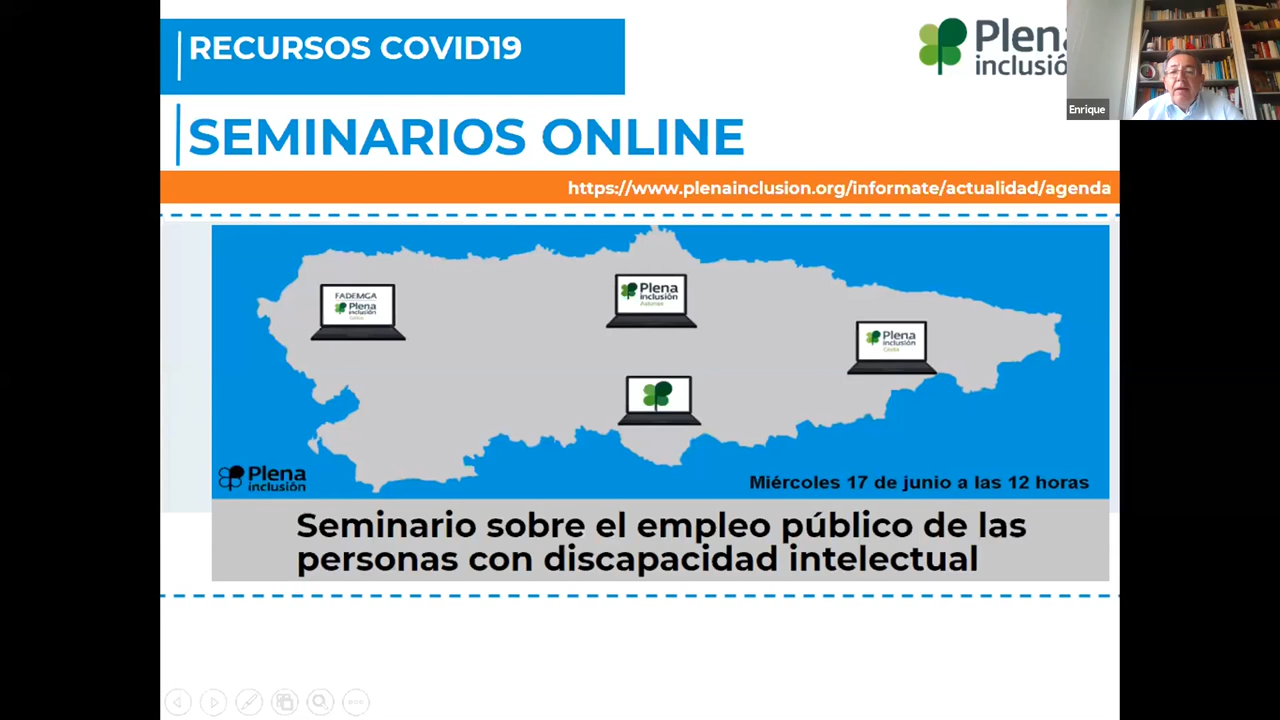 RECURSOS COVID19
Plena
inclusió
Enrique
SEMINARIOS ONLINE
https://www.plenainclusion.org/informate/actualidad/agenda
FADEMGA
Plena
inclusión
Plena
inclusión
Asturias
Plena
inclusión
Plena
inclusión
Miércoles 17 de junio a las 12 horas
Seminario sobre el empleo público de las
personas con discapacidad intelectual